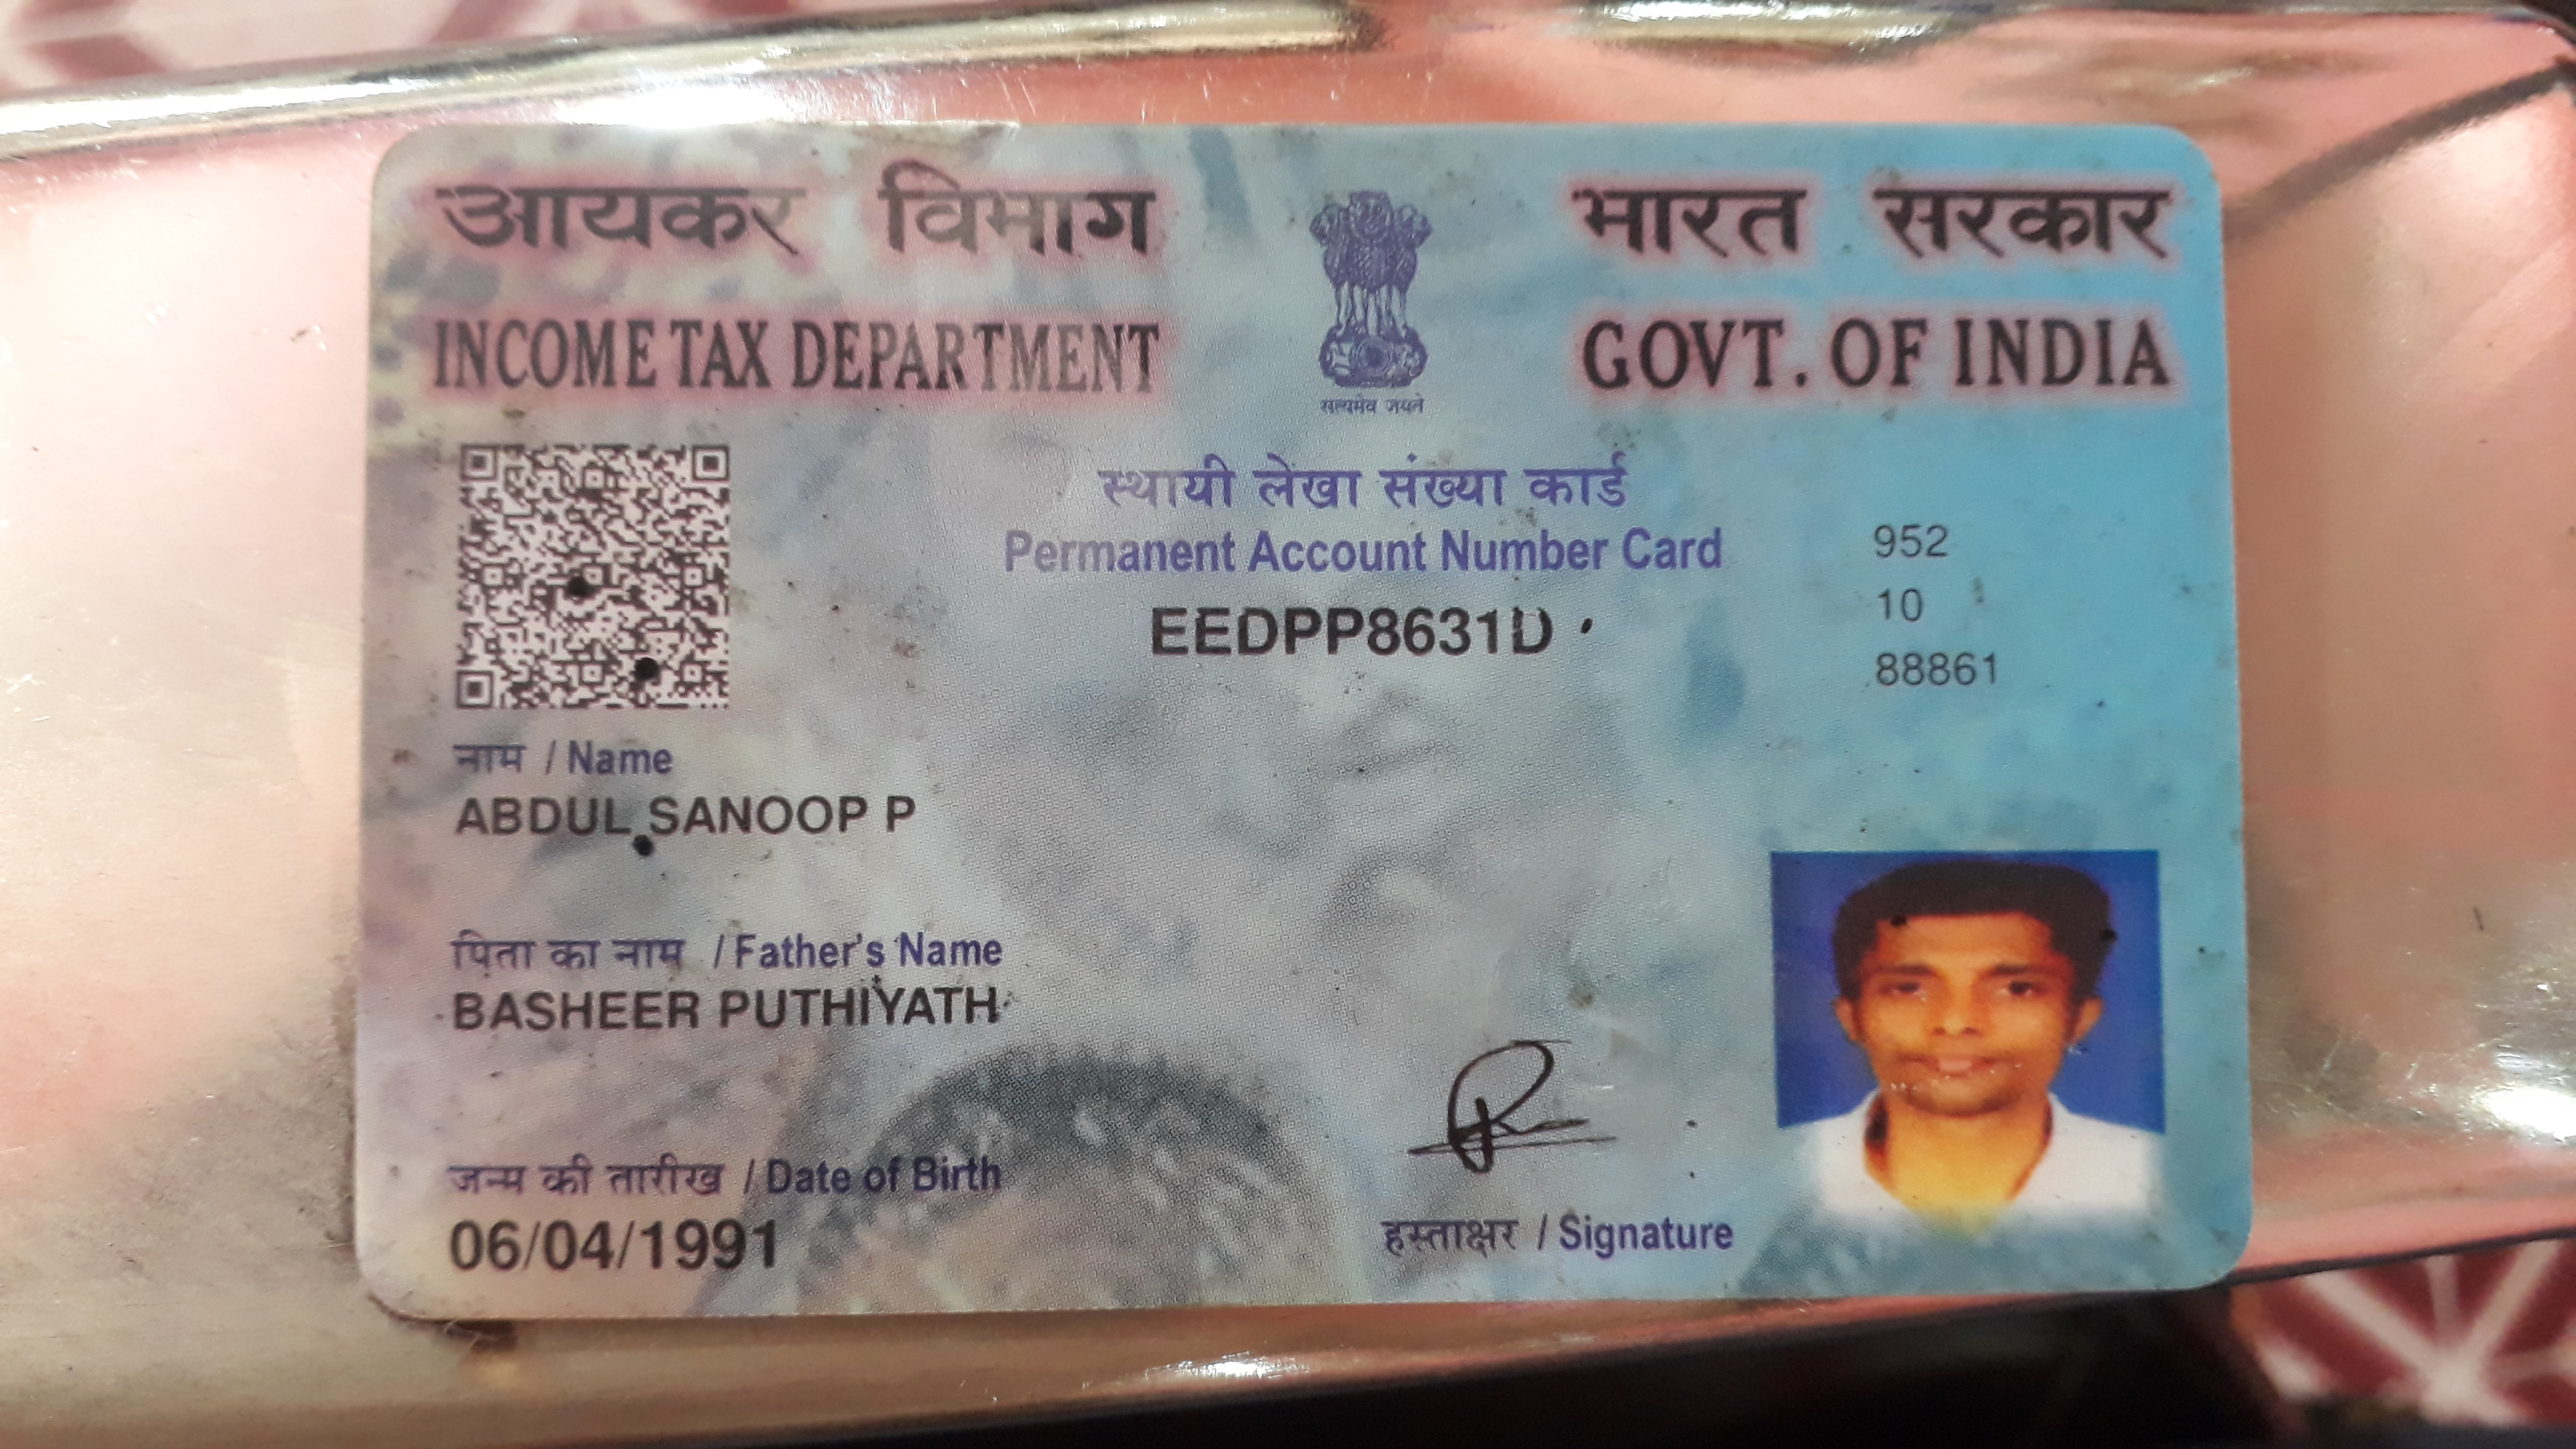 आयकर विभाग
INCOME TAX DEPARTMENT
सत्यमेव जयते
भारत सरकार
GOVT. OF INDIA
स्थायी लेखा संख्या कार्ड
Permanent Account Number Card
EEDPP8631D
952
10
88861
नाम / Name
ABDUL SANOOP P
पिता का नाम / Father's Name
BASHEER PUTHIYATH
जन्म की तारीख / Date of Birth
06/04/1991
हस्ताक्षर / Signature